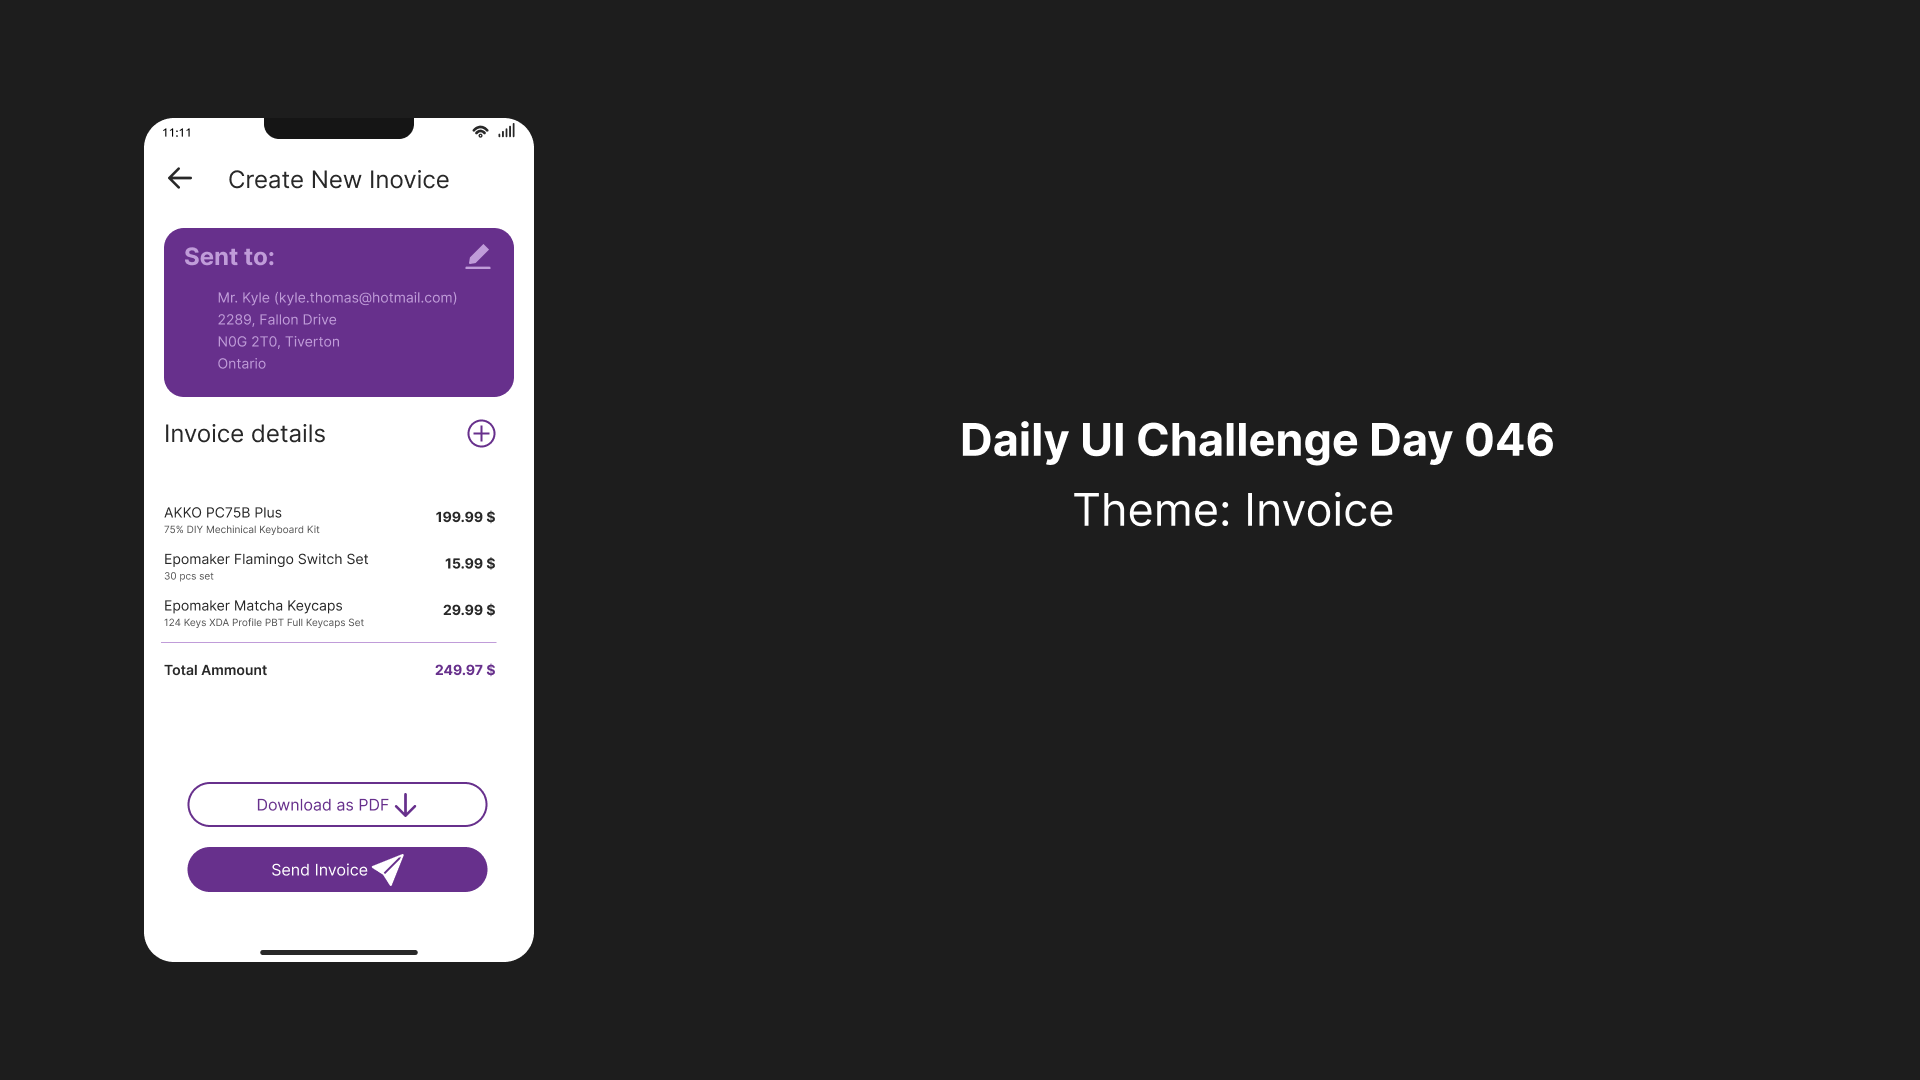 11:11
Create New Inovice
Sent to:
Mr. Kyle (kyle.thomas@hotmail.com)
2289, Fallon Drive
N0G 2T0, Tiverton
Ontario
Invoice details
AKKO PC75B Plus
199.99 $
75% DIY Mechinical Keyboard Kit
Epomaker Flamingo Switch Set
15.99 $
30 pcs set
Epomaker Matcha Keycaps
29.99 $
124 Keys XDA Profile PBT Full Keycaps Set
Total Ammount
249.97 $
Download as PDF
Send Invoice
Daily UI Challenge Day 046
Theme: Invoice